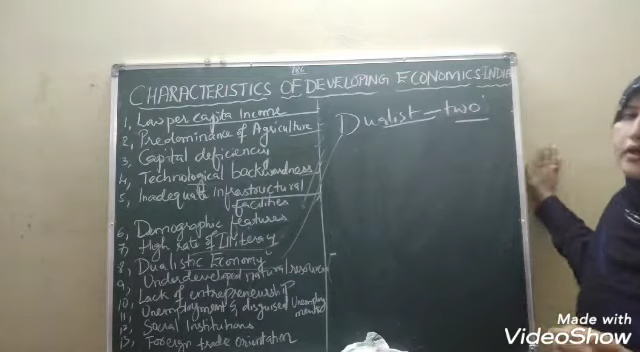 CHARACTERISTICS OF DEVELOPING ECONOMICS INDIA
1, Low per capita Income
2, Predominance of Agriculture
3, Capital deficiency
4, Technological backwardness
5, Inadequate Infrastructural
facilities
6, Demographic features
7, High rate of Illiteracy
8, Dualistic Economy
9, Underdeveloped natural resources
10, Lack of entrepreneurship
11, Unemployment & disguised Unemployment
12, Social Institutions
13, Foreign trade orientation
Dualist - two
Made with
VideoShow